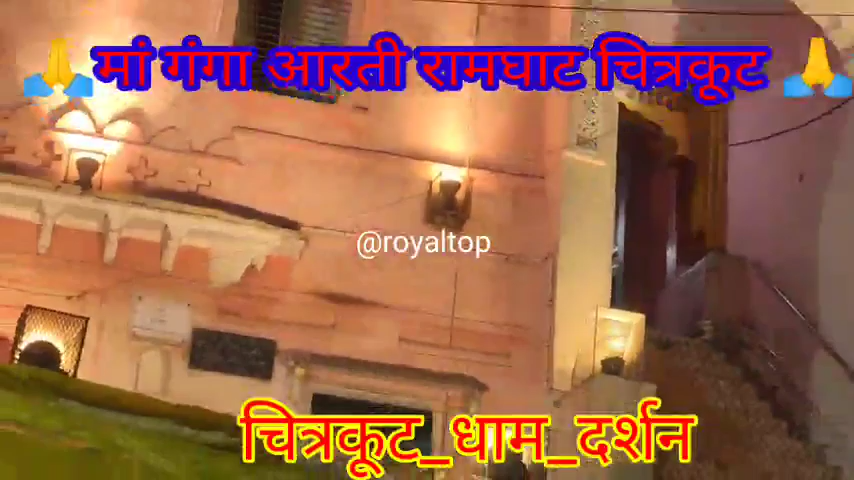 🙏मां गंगा आरती रामघाट चित्रकूट 🙏
@royaltop
चित्रकूट_धाम_दर्शन